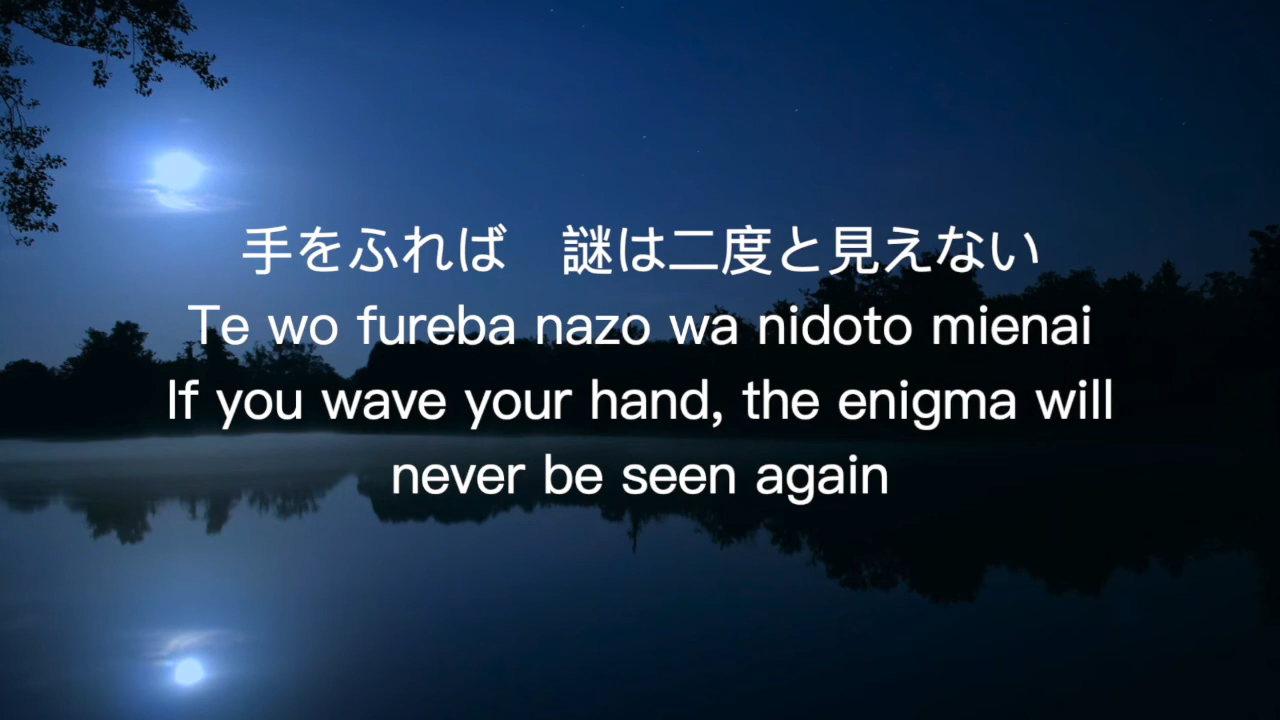 手をふれば　謎は二度と見えない
Te wo fureba nazo wa nidoto mienai
If you wave your hand, the enigma will
never be seen again